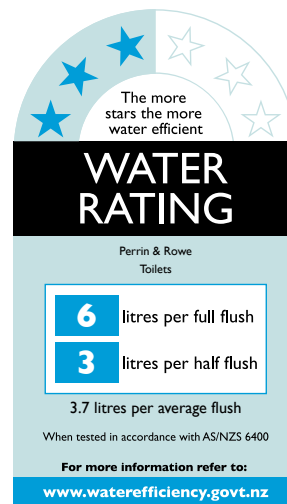 The more
stars the more
water efficient
WATER
RATING
Perrin & Rowe
Toilets
6 litres per full flush
3 litres per half flush
3.7 litres per average flush
When tested in accordance with AS/NZS 6400
For more information refer to:
www.waterefficiency.govt.nz